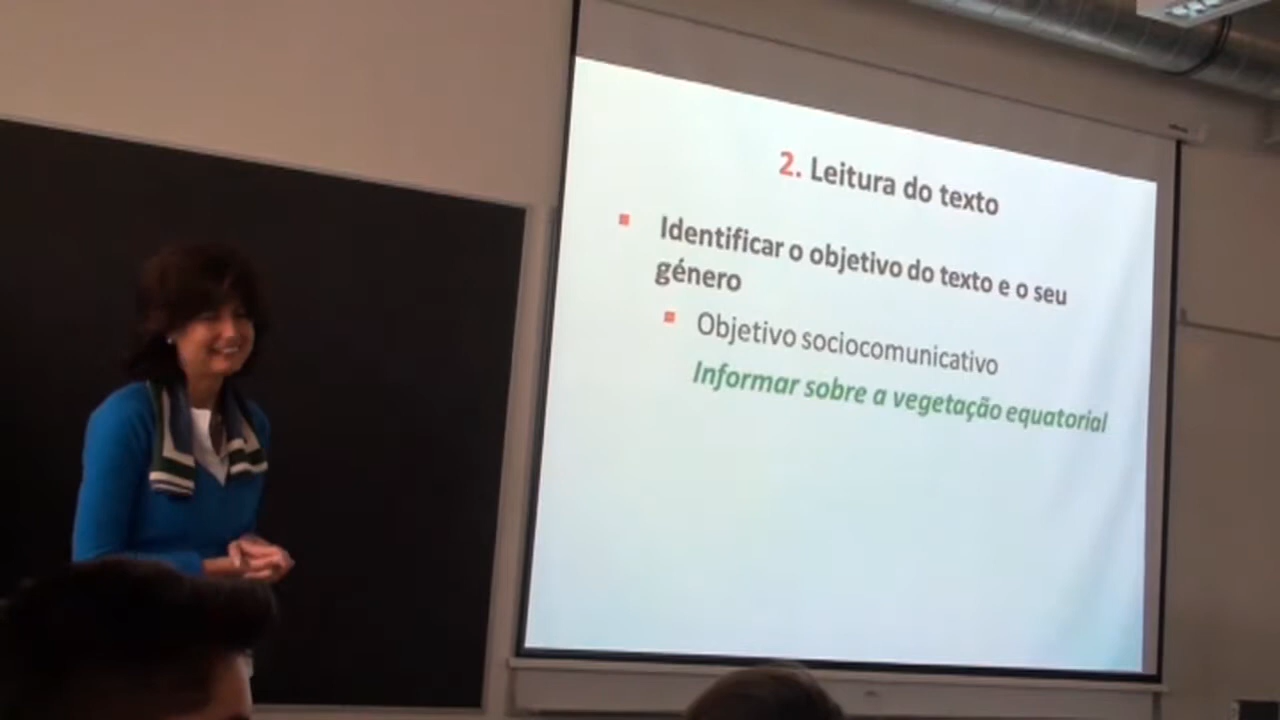 2. Leitura do texto
Identificar o objetivo do texto e o seu
género
Objetivo sociocomunicativo
Informar sobre a vegetação equatorial